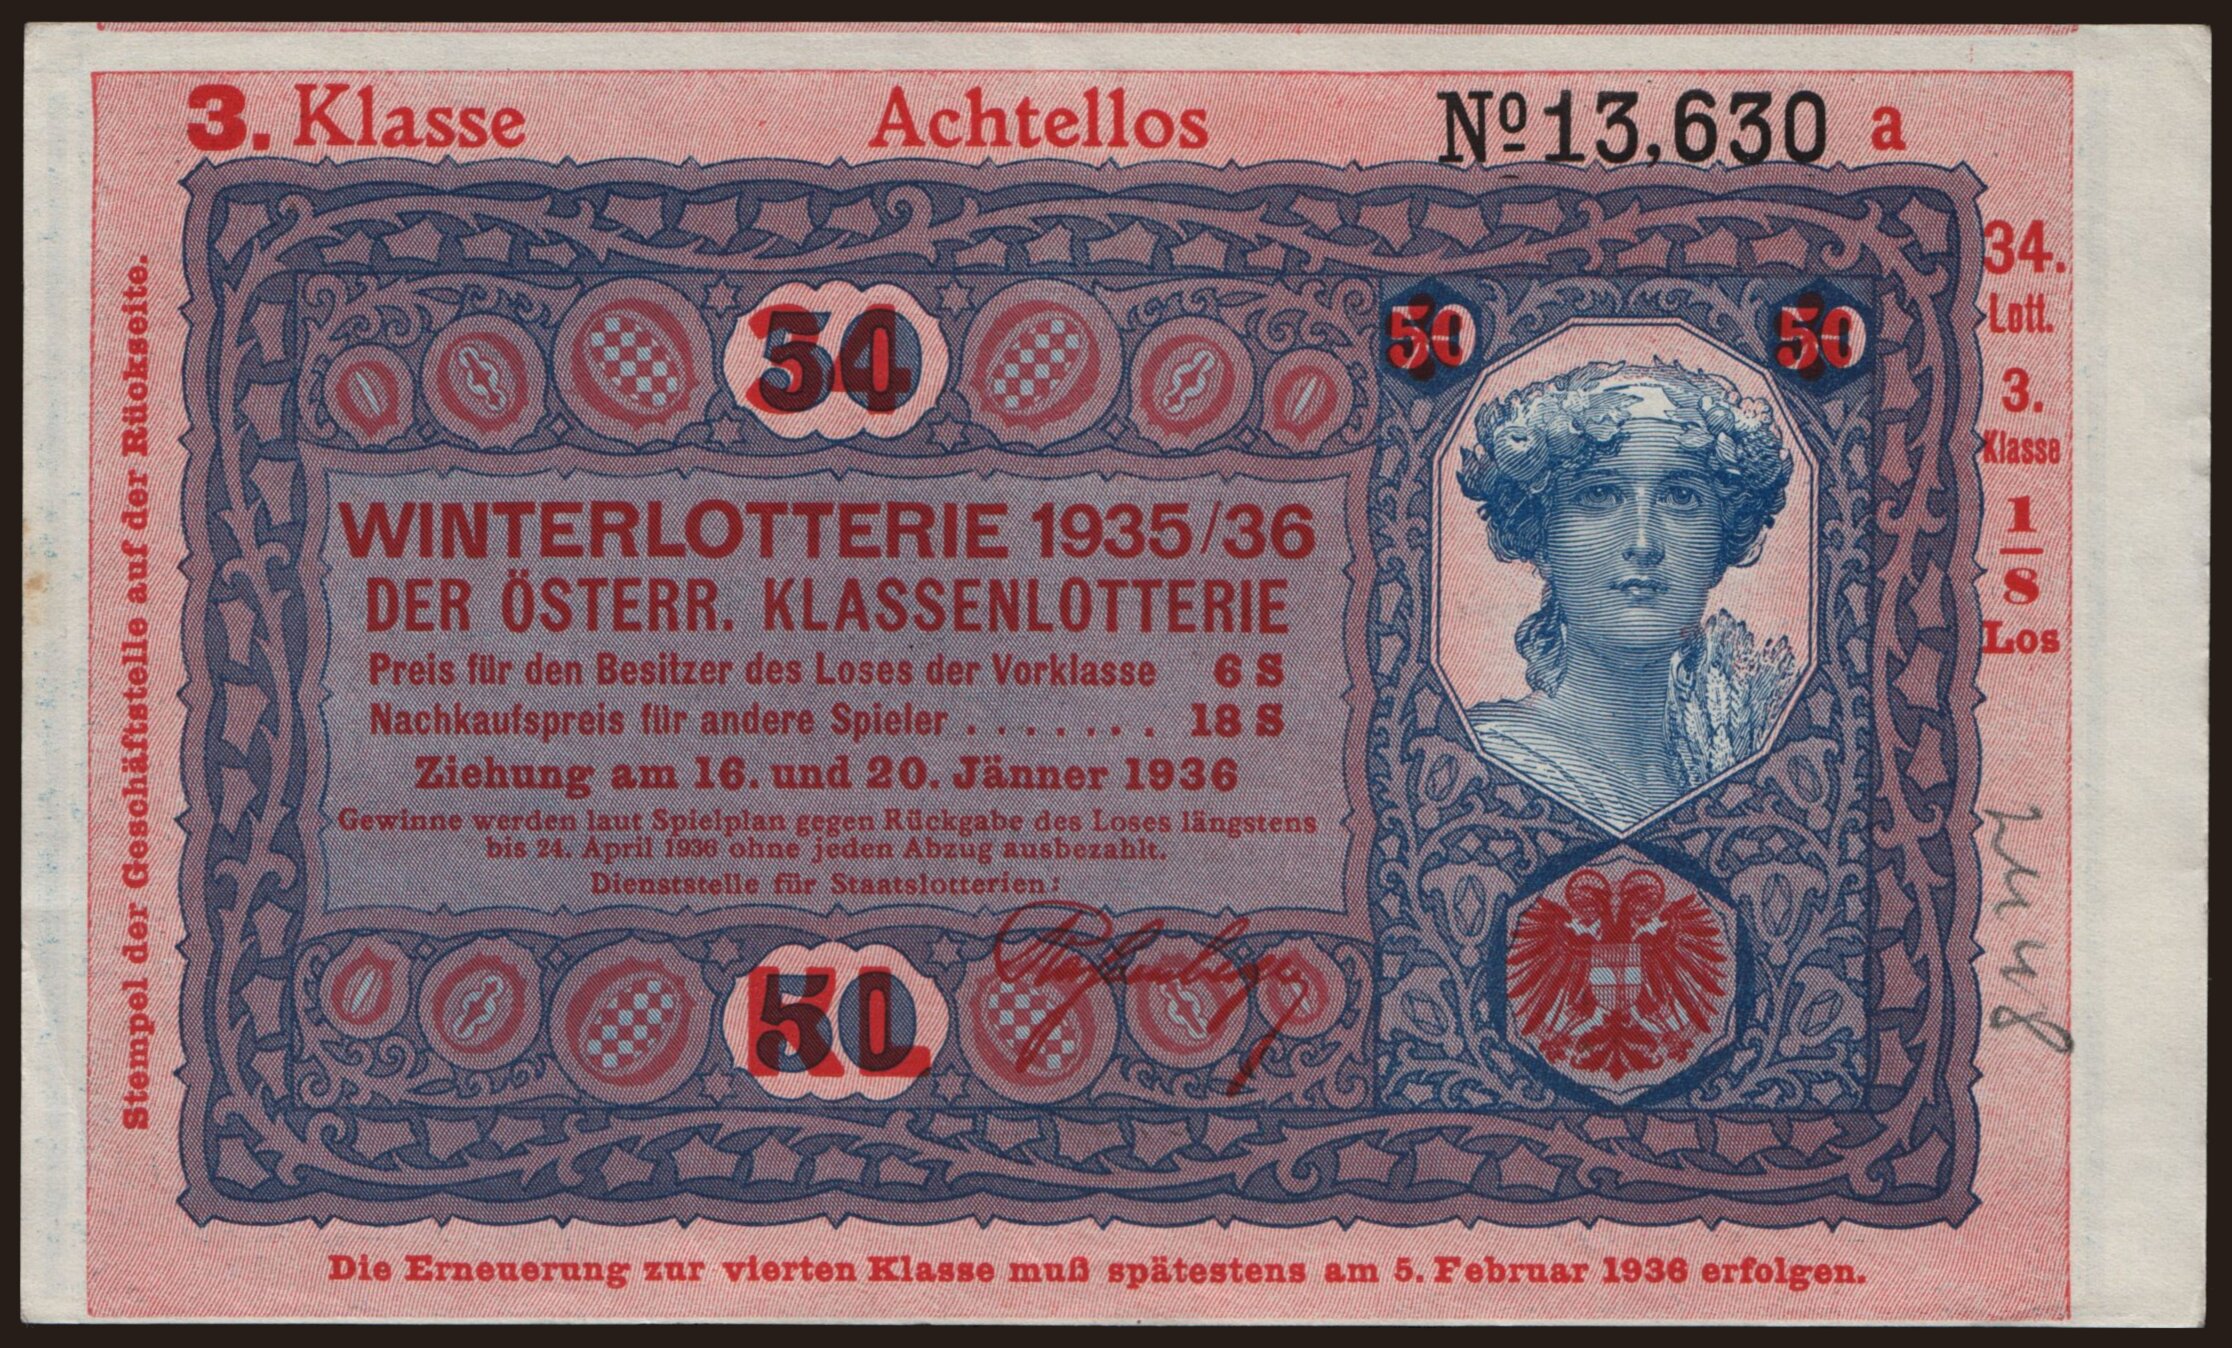 3. Klasse Achtellos Nº 13,630 a
34.
Lott.
3.
Klasse
1
8
Los
50 50
WINTERLOTTERIE 1935/36
DER ÖSTERR. KLASSENLOTTERIE
Preis für den Besitzer des Loses der Vorklasse 6 S
Nachkaufspreis für andere Spieler . . . . . . . 18 S
Ziehung am 16. und 20. Jänner 1936
Gewinne werden laut Spielplan gegen Rückgabe des Loses längstens
bis 24. April 1936 ohne jeden Abzug ausbezahlt.
Dienststelle für Staatslotterien:
50
KL
Stempel der Geschäftstelle auf der Rückseite.
Die Erneuerung zur vierten Klasse muß spätestens am 5. Februar 1936 erfolgen.